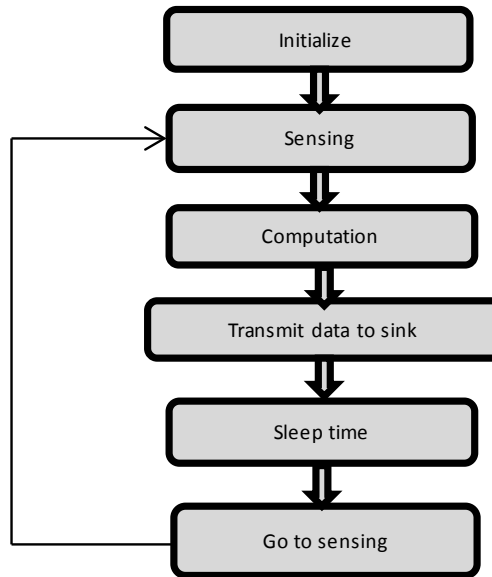 Initialize
Sensing
Computation
Transmit data to sink
Sleep time
Go to sensing